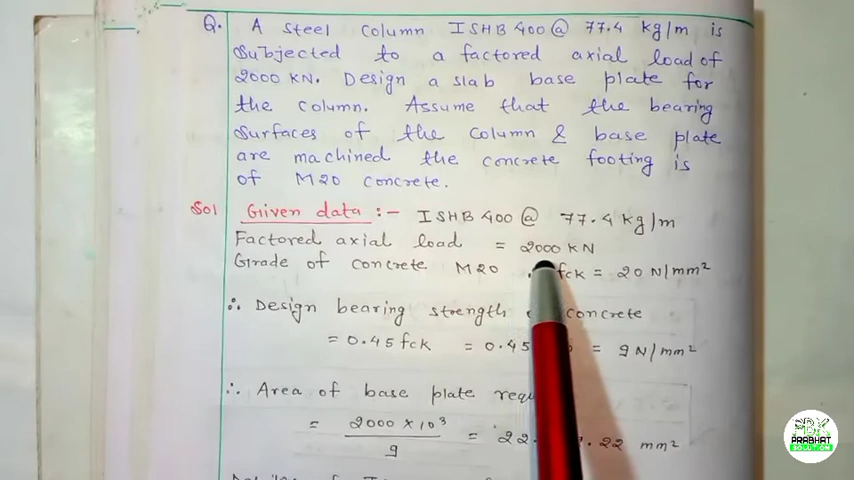 Q. A Steel Column ISHB 400 @ 77.4 kg/m is
Subjected to a factored axial load of
2000 KN. Design a slab base plate for
the column. Assume that the bearing
Surfaces of the column & base plate
are machined the concrete footing is
of M20 concrete.
Sol Given data :- ISHB 400 @ 77.4 kg/m
Factored axial load = 2000 KN
Grade of concrete M20 fck = 20 N/mm²
∴ Design bearing strength concrete
= 0.45 fck = 0.45 = 9 N/mm²
∴ Area of base plate
= 2000 × 10³ / 9 = 22 .22 mm²
PRABHAT
SOLUTION